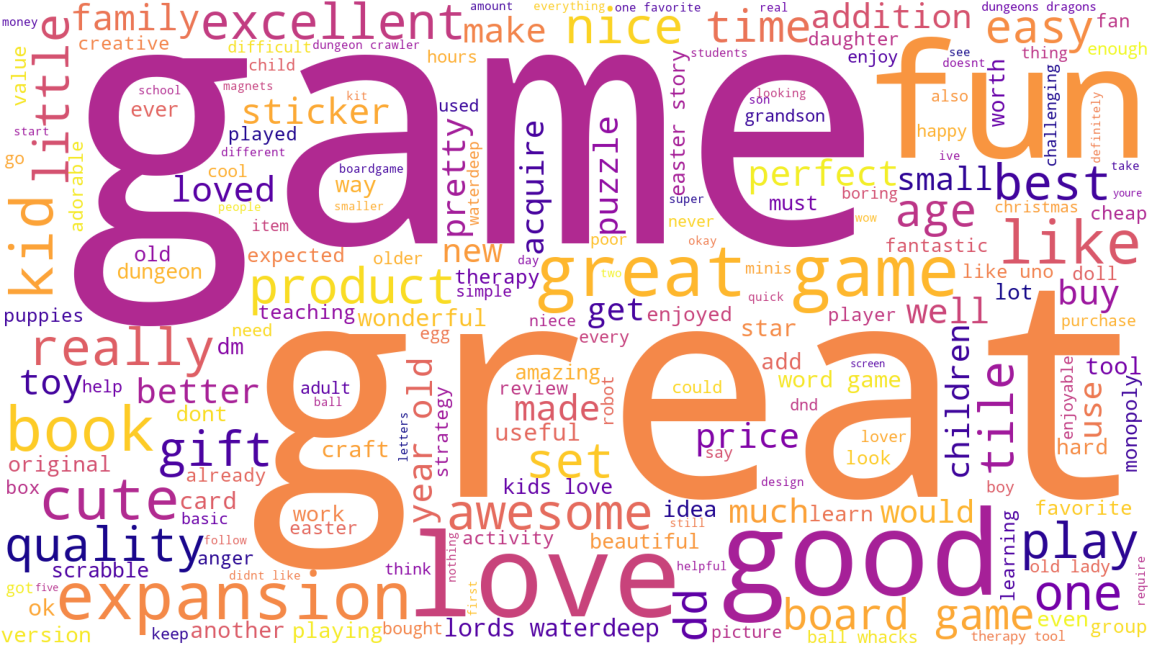 money
family
excellent
amount
everything
one favorite
real
dungeons dragons
creative
difficult
dungeon crawler
make
nice
time
addition
easy
fan
little
value
child
hours
students
daughter
enjoy
see
doesnt
thing
enough
game
fun
school
ever
magnets
sticker
kit
used
easter story
looking
son
grandson
also
worth
challenging
definitely
start
go
adorable
played
different
cool
boardgame
pretty
waterdeep
acquire
puzzle
happy
ive
take
kid
loved
people
way
smaller
super
perfect
boring
small
best
youre
item
never
must
wow
age
christmas
cheap
old
dungeon
expected
older
new
day
poor
okay
fantastic
like
product
therapy
simple
great game
two
minis
quick
like uno
doll
lot
buy
puppies
teaching
wonderful
niece
get
enjoyed
player
well
purchase
need
egg
every
star
really
dm
great
amazing
add
screen
children
tile
enjoyable
tool
toy
help
better
adult
ball
year old
review
robot
could
word game
use
monopoly
book
dont
letters
strategy
made
dnd
lover
gift
craft
useful
price
look
hard
original
already
set
say
box
cute
card
kids love
design
boy
basic
work
easter
awesome
idea
much
learn
would
favorite
quality
follow
anger
activity
still
beautiful
good
learning
play
scrabble
didnt like
think
nothing
love
helpful
old lady
got
five
expansion
first
dd
one
require
ok
board game
even
group
version
keep
another
playing
bought
lords waterdeep
picture
ball whacks
therapy tool